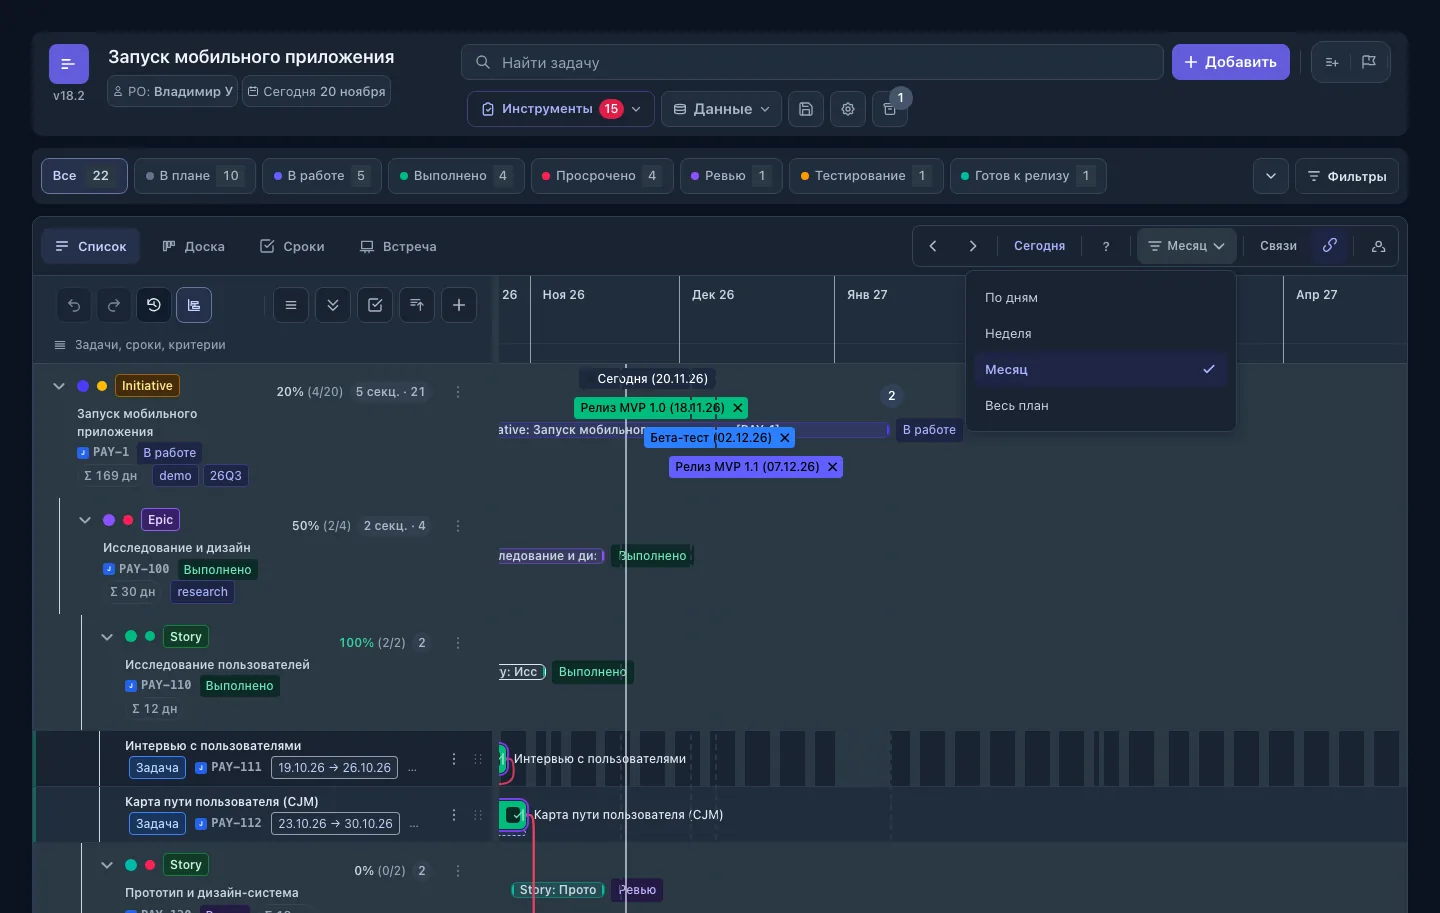 Запуск мобильного приложения
v18.2
PO: Владимир У
Сегодня 20 ноября
Найти задачу
Добавить
Инструменты 15
Данные
1
Все 22
В плане 10
В работе 5
Выполнено 4
Просрочено 4
Ревью 1
Тестирование 1
Готов к релизу 1
Фильтры
Список
Доска
Сроки
Встреча
Сегодня
?
Месяц
Связи
По дням
Неделя
Месяц
Весь план
Задачи, сроки, критерии
26
Ноя 26
Дек 26
Янв 27
Апр 27
Initiative
20% (4/20)
5 секц. · 21
Запуск мобильного
приложения
PAY-1
В работе
Σ 169 дн
demo
26Q3
Сегодня (20.11.26)
Релиз MVP 1.0 (18.11.26)
2
ative: Запуск мобильног
В работе
Бета-тест (02.12.26)
Релиз MVP 1.1 (07.12.26)
Epic
50% (2/4)
2 секц. · 4
Исследование и дизайн
PAY-100
Выполнено
Σ 30 дн
research
ледование и ди:
Выполнено
Story
100% (2/2)
2
Исследование пользователей
PAY-110
Выполнено
Σ 12 дн
y: Исс
Выполнено
Интервью с пользователями
Задача
PAY-111
19.10.26 → 26.10.26
...
Интервью с пользователями
Карта пути пользователя (CJM)
Задача
PAY-112
23.10.26 → 30.10.26
...
Карта пути пользователя (CJM)
Story
0% (0/2)
2
Прототип и дизайн-система
Story: Прото
Ревью